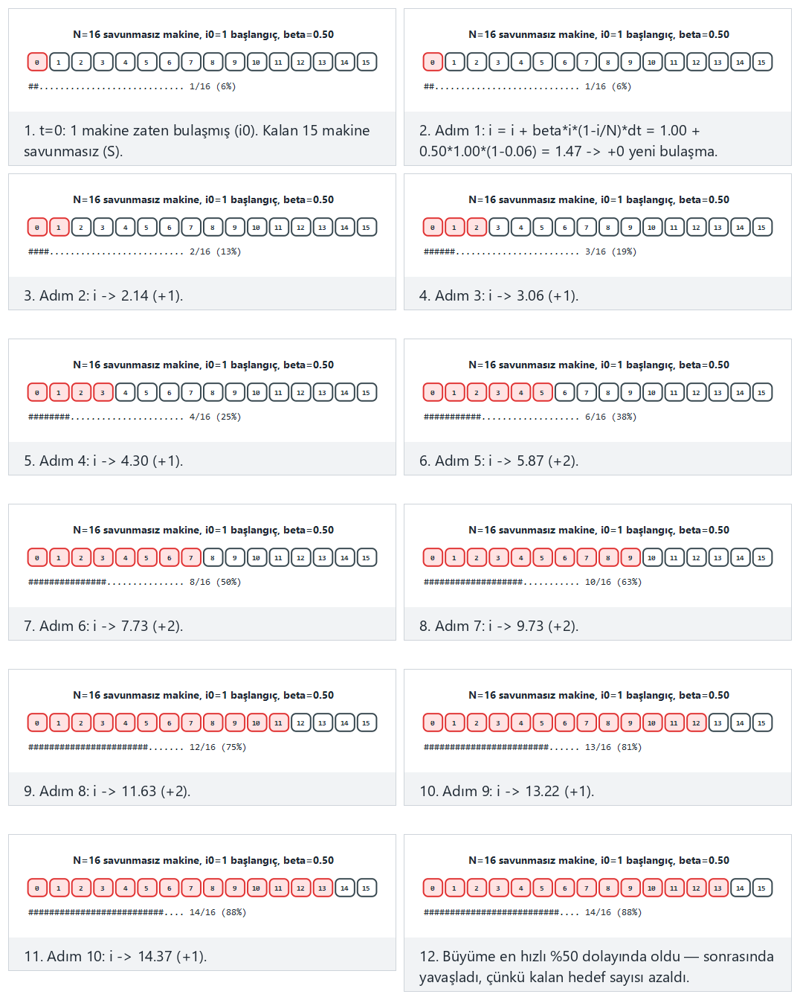 N=16 savunmasız makine, i0=1 başlangıç, beta=0.50
0 1 2 3 4 5 6 7 8 9 10 11 12 13 14 15
##............................ 1/16 (6%)
1. t=0: 1 makine zaten bulaşmış (i0). Kalan 15 makine
savunmasız (S).
N=16 savunmasız makine, i0=1 başlangıç, beta=0.50
0 1 2 3 4 5 6 7 8 9 10 11 12 13 14 15
##............................ 1/16 (6%)
2. Adım 1: i = i + beta*i*(1-i/N)*dt = 1.00 +
0.50*1.00*(1-0.06) = 1.47 -> +0 yeni bulaşma.
N=16 savunmasız makine, i0=1 başlangıç, beta=0.50
0 1 2 3 4 5 6 7 8 9 10 11 12 13 14 15
####.......................... 2/16 (13%)
3. Adım 2: i -> 2.14 (+1).
N=16 savunmasız makine, i0=1 başlangıç, beta=0.50
0 1 2 3 4 5 6 7 8 9 10 11 12 13 14 15
######........................ 3/16 (19%)
4. Adım 3: i -> 3.06 (+1).
N=16 savunmasız makine, i0=1 başlangıç, beta=0.50
0 1 2 3 4 5 6 7 8 9 10 11 12 13 14 15
########...................... 4/16 (25%)
5. Adım 4: i -> 4.30 (+1).
N=16 savunmasız makine, i0=1 başlangıç, beta=0.50
0 1 2 3 4 5 6 7 8 9 10 11 12 13 14 15
###########................... 6/16 (38%)
6. Adım 5: i -> 5.87 (+2).
N=16 savunmasız makine, i0=1 başlangıç, beta=0.50
0 1 2 3 4 5 6 7 8 9 10 11 12 13 14 15
###############............... 8/16 (50%)
7. Adım 6: i -> 7.73 (+2).
N=16 savunmasız makine, i0=1 başlangıç, beta=0.50
0 1 2 3 4 5 6 7 8 9 10 11 12 13 14 15
###################........... 10/16 (63%)
8. Adım 7: i -> 9.73 (+2).
N=16 savunmasız makine, i0=1 başlangıç, beta=0.50
0 1 2 3 4 5 6 7 8 9 10 11 12 13 14 15
#######################....... 12/16 (75%)
9. Adım 8: i -> 11.63 (+2).
N=16 savunmasız makine, i0=1 başlangıç, beta=0.50
0 1 2 3 4 5 6 7 8 9 10 11 12 13 14 15
########################...... 13/16 (81%)
10. Adım 9: i -> 13.22 (+1).
N=16 savunmasız makine, i0=1 başlangıç, beta=0.50
0 1 2 3 4 5 6 7 8 9 10 11 12 13 14 15
##########################.... 14/16 (88%)
11. Adım 10: i -> 14.37 (+1).
N=16 savunmasız makine, i0=1 başlangıç, beta=0.50
0 1 2 3 4 5 6 7 8 9 10 11 12 13 14 15
##########################.... 14/16 (88%)
12. Büyüme en hızlı %50 dolayında oldu — sonrasında
yavaşladı, çünkü kalan hedef sayısı azaldı.